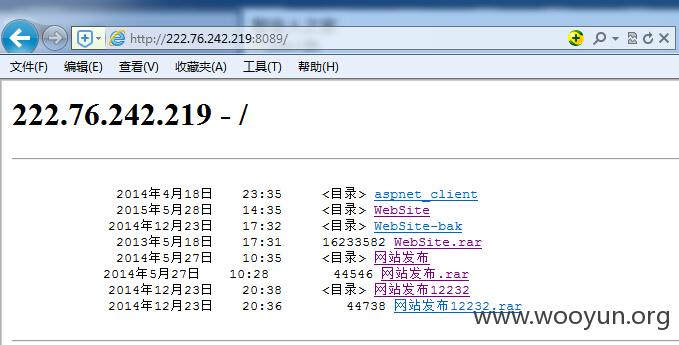 http://222.76.242.219:8089/
文件(F) 编辑(E) 查看(V) 收藏夹(A) 工具(T) 帮助(H)
222.76.242.219 - /
2014年4月18日 23:35 <目录> aspnet_client
2015年5月28日 14:35 <目录> WebSite
2014年12月23日 17:32 <目录> WebSite-bak
2013年5月18日 17:31 16233582 WebSite.rar
2014年5月27日 10:35 <目录> 网站发布
2014年5月27日 10:28 44546 网站发布.rar
2014年12月23日 20:38 <目录> 网站发布12232
2014年12月23日 20:36 44738 网站发布12232.rar
www.wooyun.org